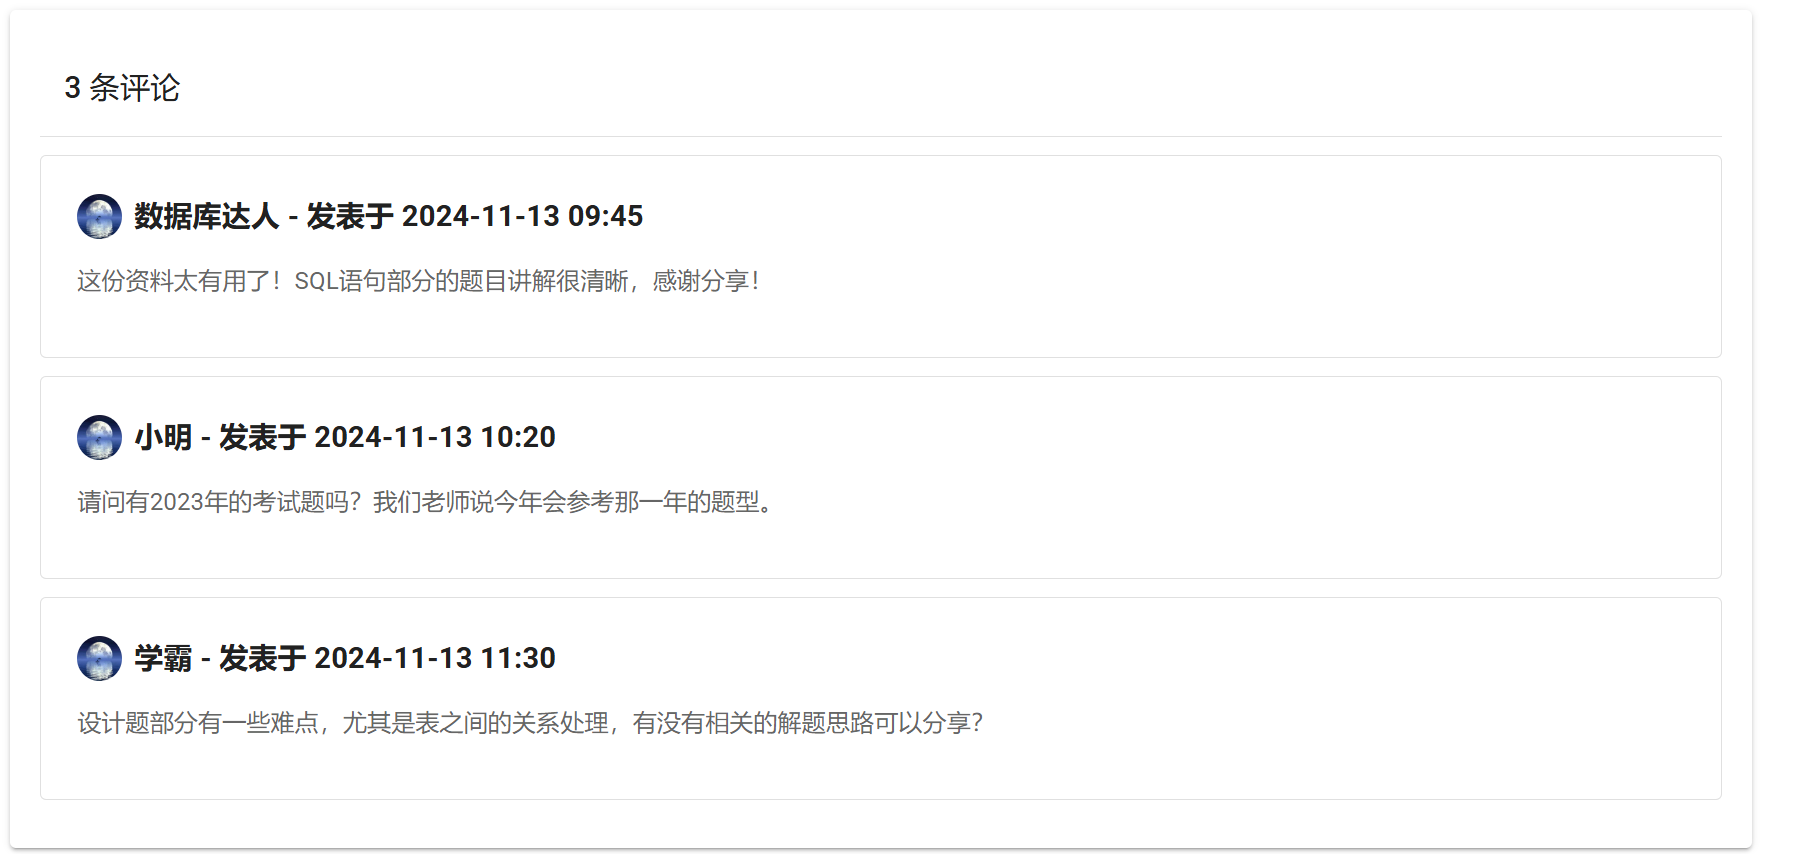 3 条评论
数据库达人 - 发表于 2024-11-13 09:45
这份资料太有用了！SQL语句部分的题目讲解很清晰，感谢分享！
小明 - 发表于 2024-11-13 10:20
请问有2023年的考试题吗？我们老师说今年会参考那一年的题型。
学霸 - 发表于 2024-11-13 11:30
设计题部分有一些难点，尤其是表之间的关系处理，有没有相关的解题思路可以分享？